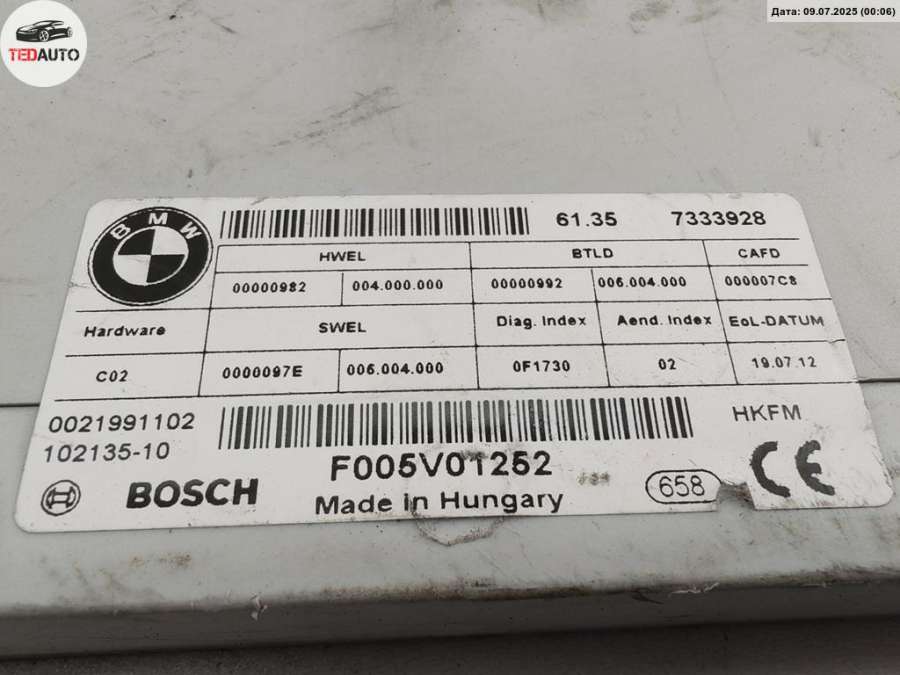 TEDAUTO
Дата: 09.07.2025 (00:06)
BMW
61.35 7333928
HWEL BTLD CAFD
00000982 004.000.000 00000992 006.004.000 000007C8
Hardware SWEL Diag. Index Aend. Index EoL-DATUM
C02 0000097E 006.004.000 0F1730 02 19.07.12
0021991102 HKFM
102135-10
BOSCH F005V01252 658 CE
Made in Hungary